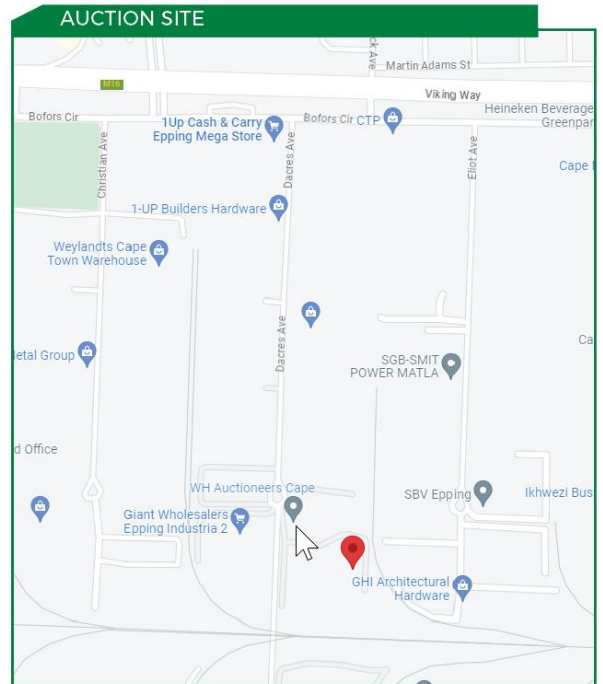 AUCTION SITE
Martin Adams St
M16
Viking Way
Bofors Cir
1Up Cash & Carry
Epping Mega Store
Bofors Cir
CTP
Heineken Beverage
Greenpar
Christian Ave
Dacres Ave
Eliot Ave
Cape
1-UP Builders Hardware
Weylandts Cape
Town Warehouse
Dacres Ave
etal Group
SGB-SMIT
POWER MATLA
Ca
d Office
WH Auctioneers Cape
SBV Epping
Ikhwezi Bus
Giant Wholesalers
Epping Industria 2
GHI Architectural
Hardware